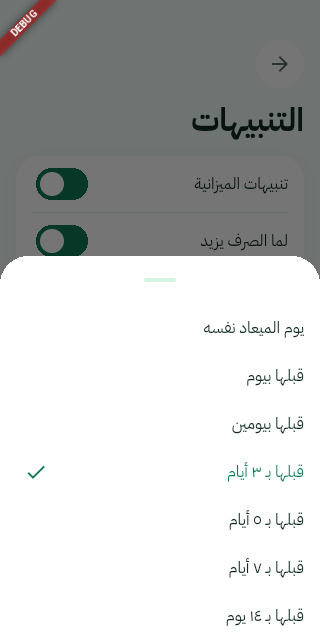 DEBUG
التنبيهات
تنبيهات الميزانية
لما الصرف يزيد
يوم الميعاد نفسه
قبلها بيوم
قبلها بيومين
قبلها بـ ٣ أيام
قبلها بـ ٥ أيام
قبلها بـ ٧ أيام
قبلها بـ ١٤ يوم